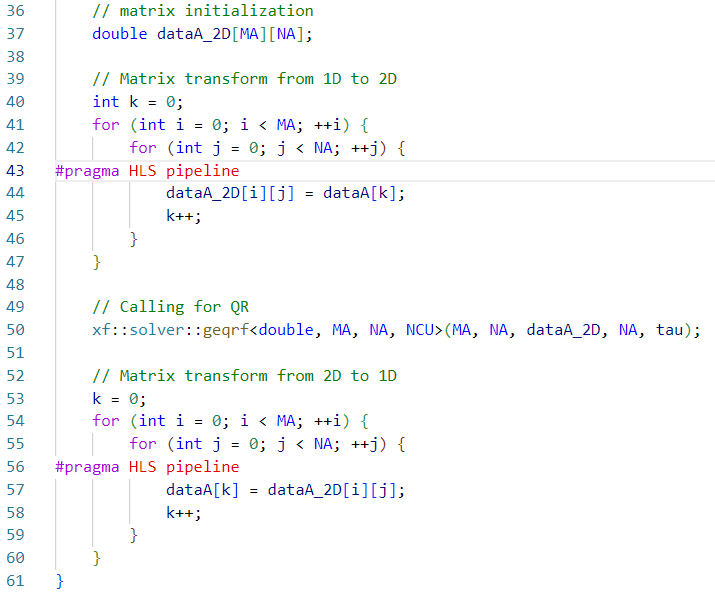 36 // matrix initialization
37 double dataA_2D[MA][NA];
38
39 // Matrix transform from 1D to 2D
40 int k = 0;
41 for (int i = 0; i < MA; ++i) {
42 for (int j = 0; j < NA; ++j) {
43 #pragma HLS pipeline
44 dataA_2D[i][j] = dataA[k];
45 k++;
46 }
47 }
48
49 // Calling for QR
50 xf::solver::geqrf<double, MA, NA, NCU>(MA, NA, dataA_2D, NA, tau);
51
52 // Matrix transform from 2D to 1D
53 k = 0;
54 for (int i = 0; i < MA; ++i) {
55 for (int j = 0; j < NA; ++j) {
56 #pragma HLS pipeline
57 dataA[k] = dataA_2D[i][j];
58 k++;
59 }
60 }
61 }